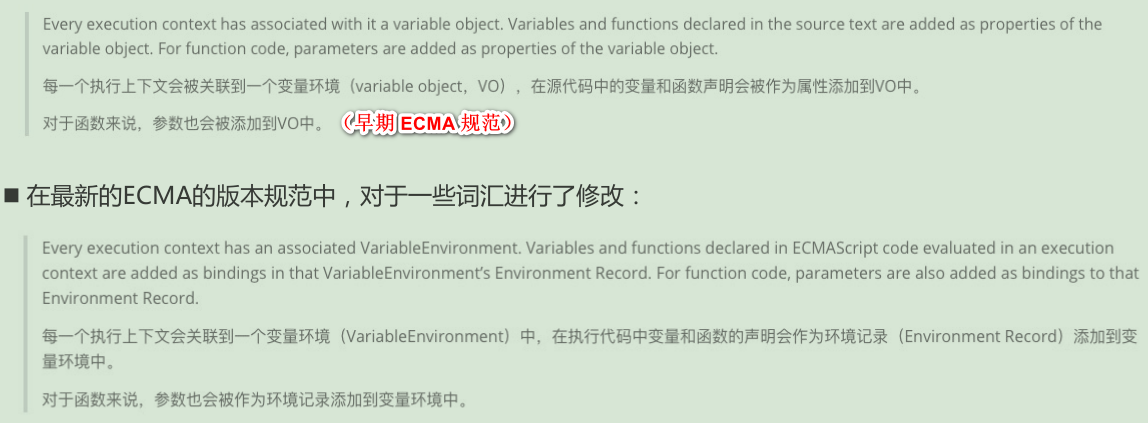 Every execution context has associated with it a variable object. Variables and functions declared in the source text are added as properties of the
variable object. For function code, parameters are added as properties of the variable object.
每一个执行上下文会被关联到一个变量环境（variable object，VO），在源代码中的变量和函数声明会被作为属性添加到VO中。
对于函数来说，参数也会被添加到VO中。（早期 ECMA 规范）
■ 在最新的ECMA的版本规范中，对于一些词汇进行了修改：
Every execution context has an associated VariableEnvironment. Variables and functions declared in ECMAScript code evaluated in an execution
context are added as bindings in that VariableEnvironment's Environment Record. For function code, parameters are also added as bindings to that
Environment Record.
每一个执行上下文会关联到一个变量环境（VariableEnvironment）中，在执行代码中变量和函数的声明会作为环境记录（Environment Record）添加到变
量环境中。
对于函数来说，参数也会被作为环境记录添加到变量环境中。